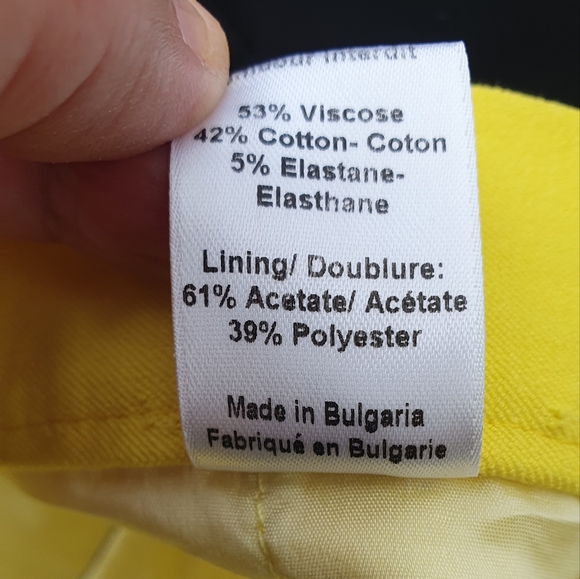 interdit
53% Viscose
42% Cotton- Coton
5% Elastane-
Elasthane
Lining/ Doublure:
61% Acetate/ Acétate
39% Polyester
Made in Bulgaria
Fabriqué en Bulgarie